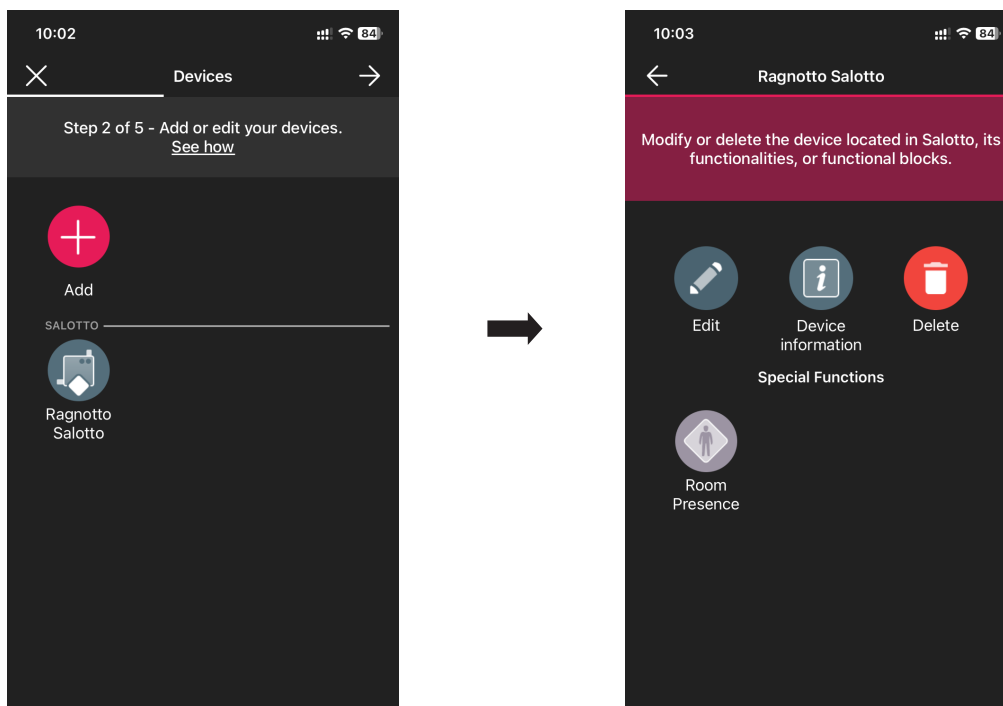 10:02
84
Devices
Step 2 of 5 - Add or edit your devices.
See how
Add
SALOTTO
Ragnotto
Salotto
10:03
84
Ragnotto Salotto
Modify or delete the device located in Salotto, its
functionalities, or functional blocks.
i
Edit
Device
information
Delete
Special Functions
Room
Presence